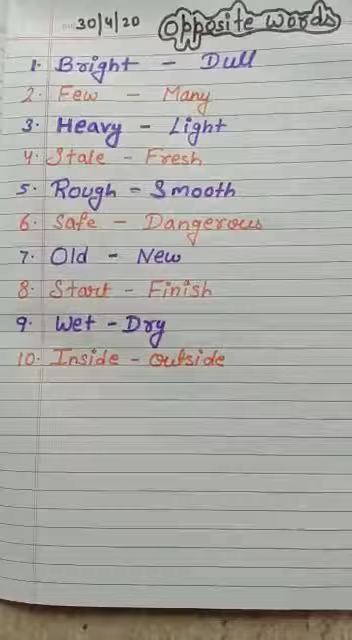 30/4/20 Opposite words
1. Bright - Dull
2. Few - Many
3. Heavy - Light
4. Stale - Fresh
5. Rough - Smooth
6. Safe - Dangerous
7. Old - New
8. Start - Finish
9. Wet - Dry
10. Inside - outside